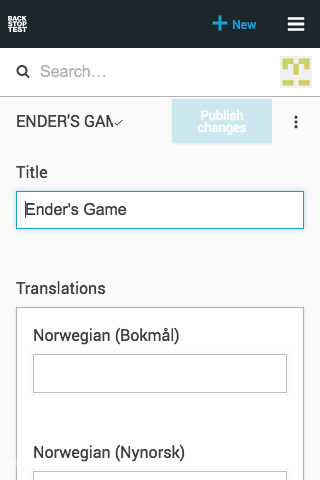 BACK
STOP
TEST
New
Search…
ENDER'S GAM
Publish
changes
Title
Ender's Game
Translations
Norwegian (Bokmål)
Norwegian (Nynorsk)